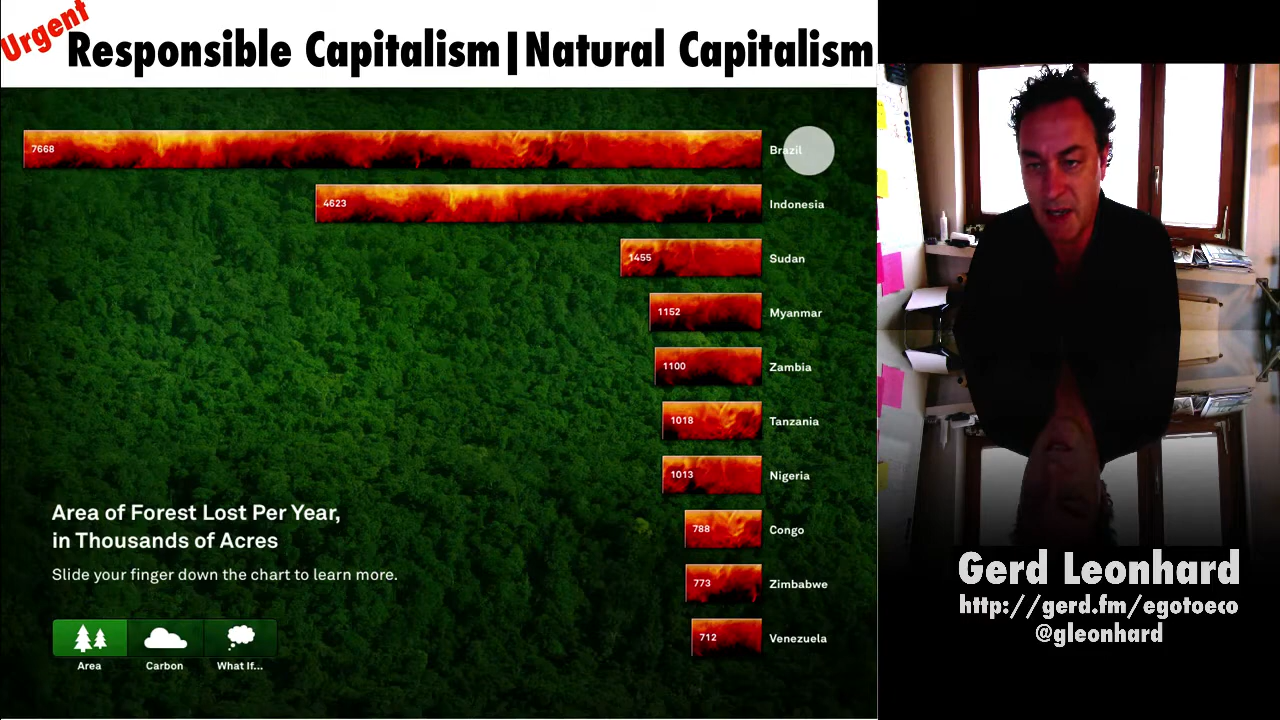 Urgent
Responsible Capitalism|Natural Capitalism
7668 Brazil
4623 Indonesia
1455 Sudan
1152 Myanmar
1100 Zambia
1018 Tanzania
1013 Nigeria
788 Congo
773 Zimbabwe
712 Venezuela
Area of Forest Lost Per Year,
in Thousands of Acres
Slide your finger down the chart to learn more.
Area Carbon What If...
Gerd Leonhard
http://gerd.fm/egotoeco
@gleonhard